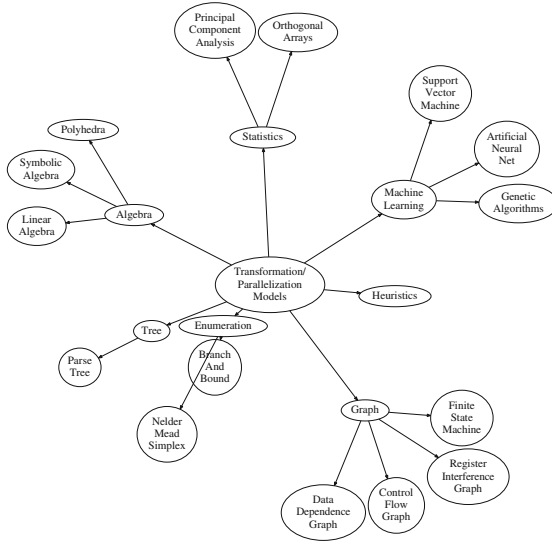 Principal
Component
Analysis
Orthogonal
Arrays
Support
Vector
Machine
Polyhedra
Statistics
Artificial
Neural
Net
Symbolic
Algebra
Machine
Learning
Genetic
Algorithms
Linear
Algebra
Algebra
Transformation/
Parallelization
Models
Heuristics
Tree
Enumeration
Parse
Tree
Branch
And
Bound
Nelder
Mead
Simplex
Graph
Finite
State
Machine
Register
Interference
Graph
Data
Dependence
Graph
Control
Flow
Graph